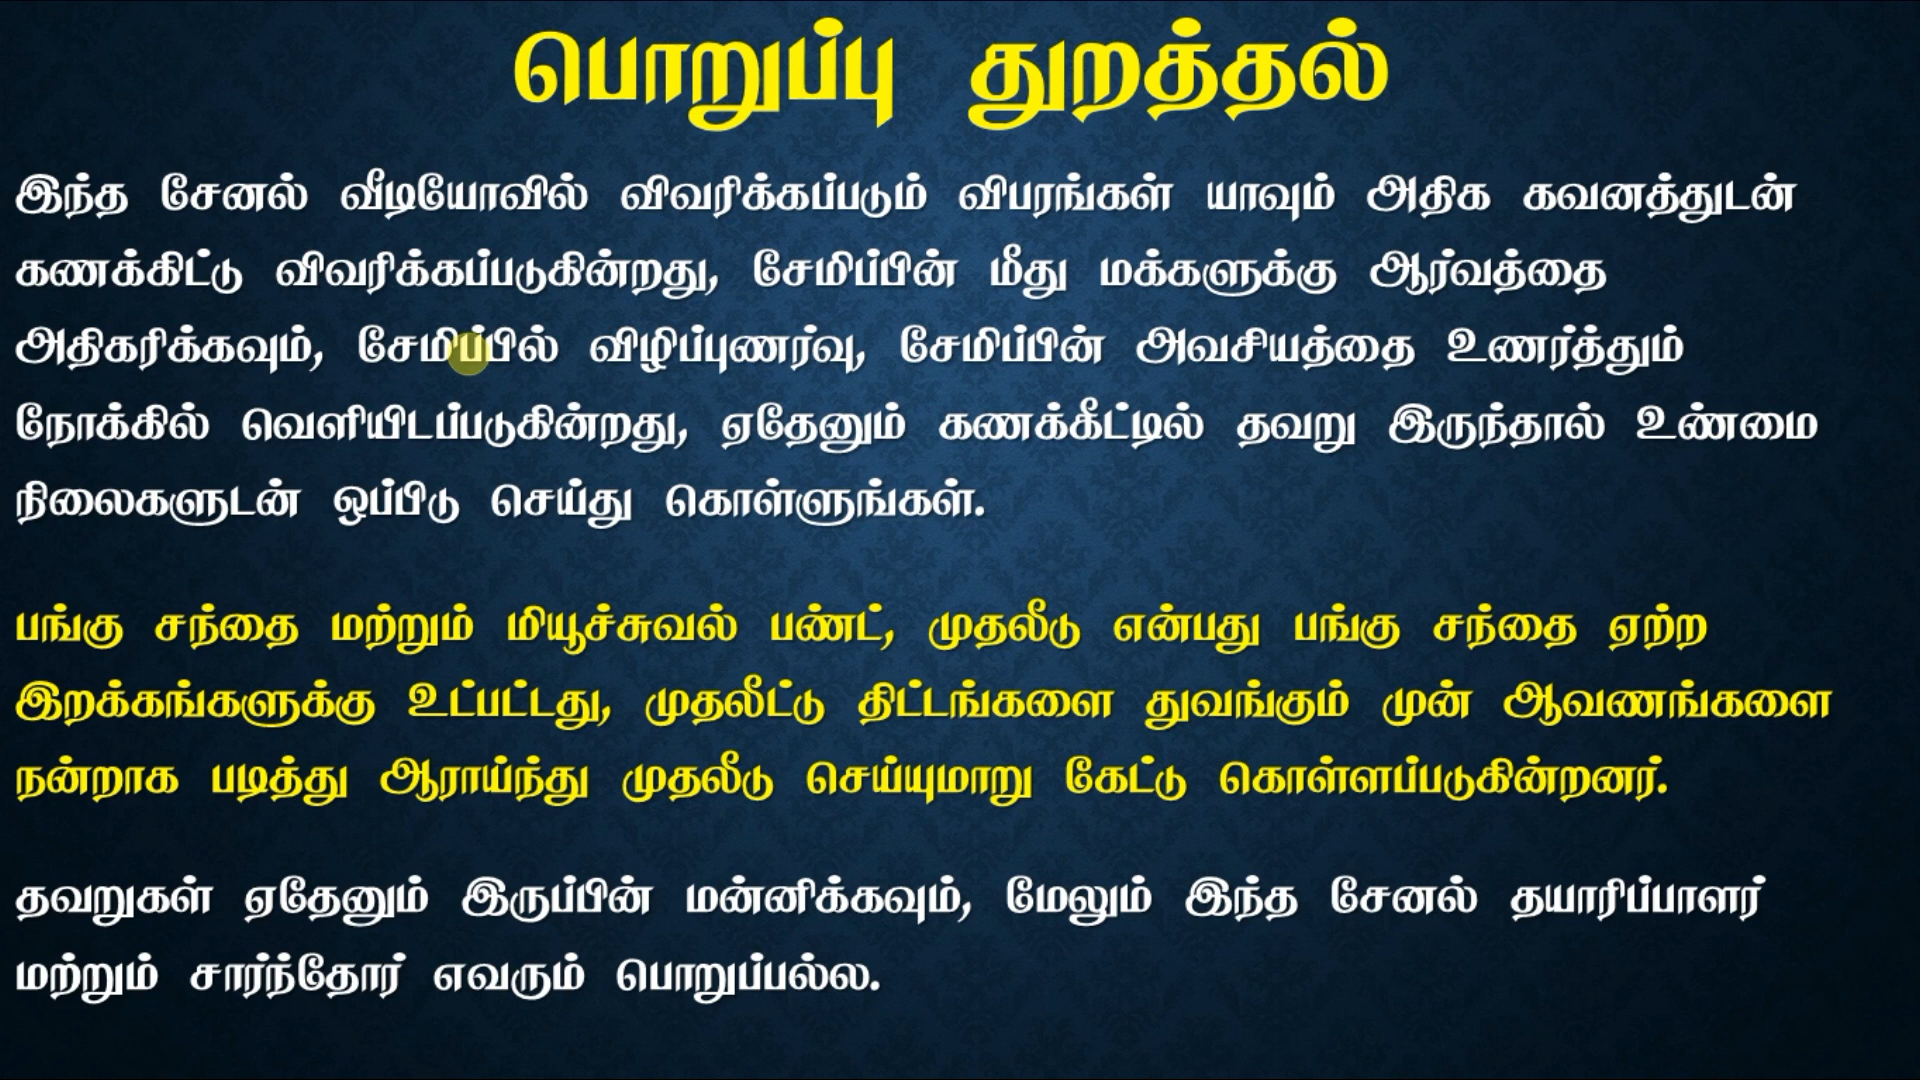 பொறுப்பு துறத்தல்
இந்த சேனல் வீடியோவில் விவரிக்கப்படும் விபரங்கள் யாவும் அதிக கவனத்துடன்
கணக்கிட்டு விவரிக்கப்படுகின்றது, சேமிப்பின் மீது மக்களுக்கு ஆர்வத்தை
அதிகரிக்கவும், சேமிப்பில் விழிப்புணர்வு, சேமிப்பின் அவசியத்தை உணர்த்தும்
நோக்கில் வெளியிடப்படுகின்றது, ஏதேனும் கணக்கீட்டில் தவறு இருந்தால் உண்மை
நிலைகளுடன் ஒப்பிடு செய்து கொள்ளுங்கள்.
பங்கு சந்தை மற்றும் மியூச்சுவல் பண்ட், முதலீடு என்பது பங்கு சந்தை ஏற்ற
இறக்கங்களுக்கு உட்பட்டது, முதலீட்டு திட்டங்களை துவங்கும் முன் ஆவணங்களை
நன்றாக படித்து ஆராய்ந்து முதலீடு செய்யுமாறு கேட்டு கொள்ளப்படுகின்றனர்.
தவறுகள் ஏதேனும் இருப்பின் மன்னிக்கவும், மேலும் இந்த சேனல் தயாரிப்பாளர்
மற்றும் சார்ந்தோர் எவரும் பொறுப்பல்ல.